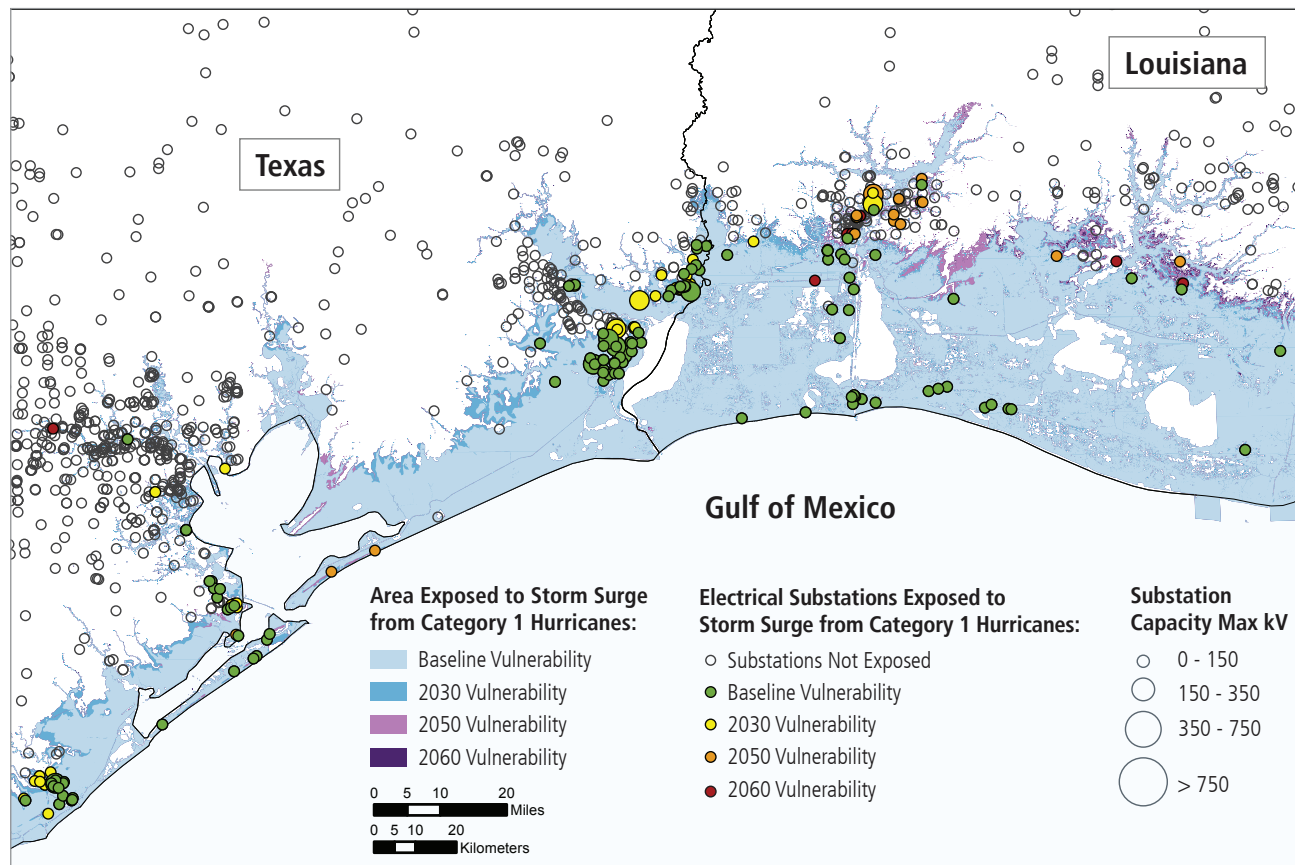 Louisiana
Texas
Gulf of Mexico
Area Exposed to Storm Surge
from Category 1 Hurricanes:
Baseline Vulnerability
2030 Vulnerability
2050 Vulnerability
2060 Vulnerability
0 5 10 20
Miles
0 5 10 20
Kilometers
Electrical Substations Exposed to
Storm Surge from Category 1 Hurricanes:
Substations Not Exposed
Baseline Vulnerability
2030 Vulnerability
2050 Vulnerability
2060 Vulnerability
Substation
Capacity Max kV
0 - 150
150 - 350
350 - 750
> 750